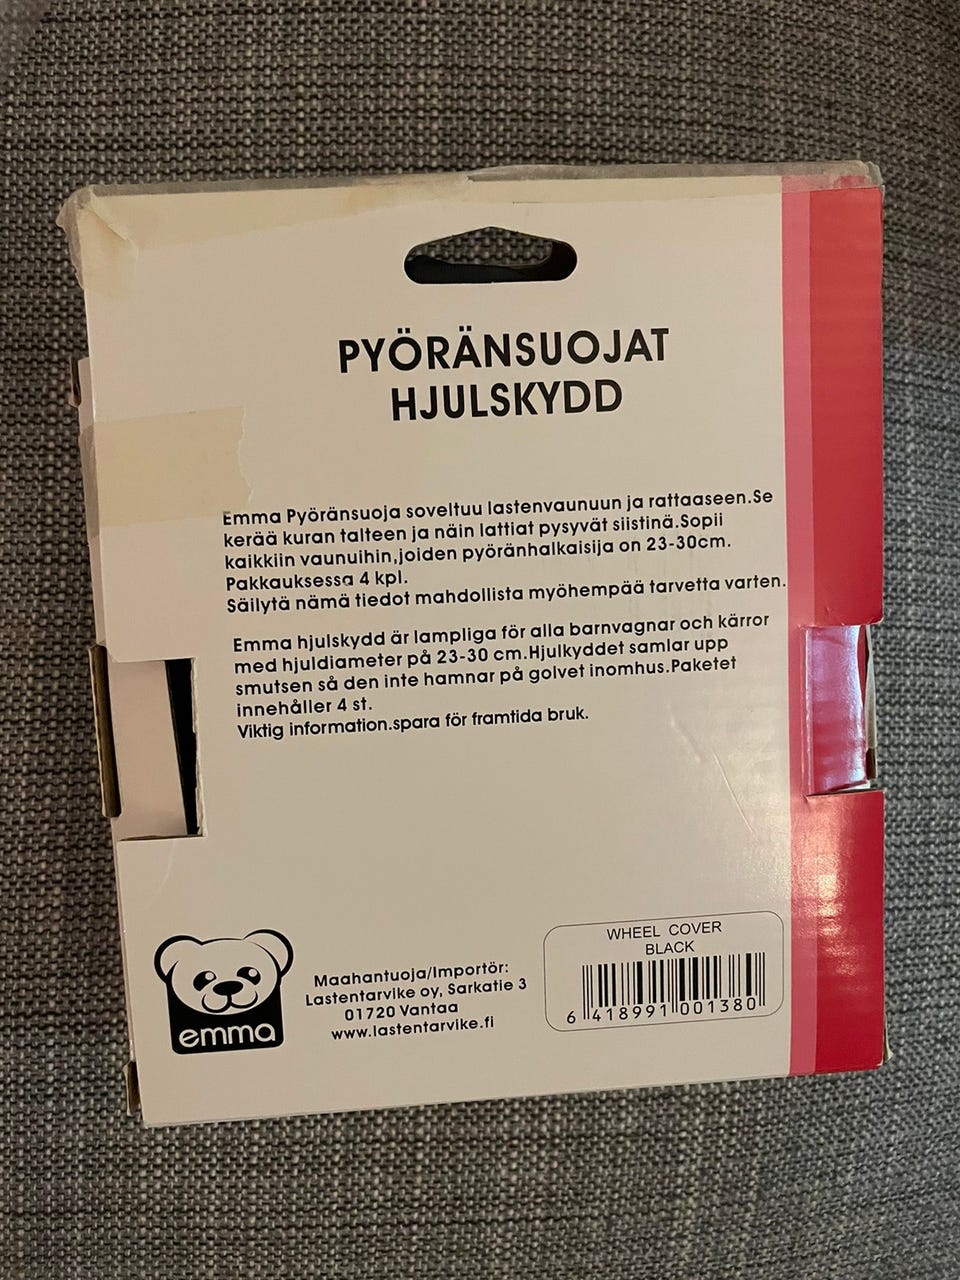 PYÖRÄNSUOJAT
HJULSKYDD
Emma Pyöränsuoja soveltuu lastenvaunuun ja rattaaseen.Se
kerää kuran talteen ja näin lattiat pysyvät siistinä.Sopii
kaikkiin vaunuihin,joiden pyöränhalkaisija on 23-30cm.
Pakkauksessa 4 kpl.
Säilytä nämä tiedot mahdollista myöhempää tarvetta varten.
Emma hjulskydd är lampliga för alla barnvagnar och kärror
med hjuldiameter på 23-30 cm.Hjulkyddet samlar upp
smutsen så den inte hamnar på golvet inomhus.Paketet
innehåller 4 st.
Viktig information.spara för framtida bruk.
emma
Maahantuoja/Importör:
Lastentarvike oy, Sarkatie 3
01720 Vantaa
www.lastentarvike.fi
WHEEL COVER
BLACK
6 418991 001380